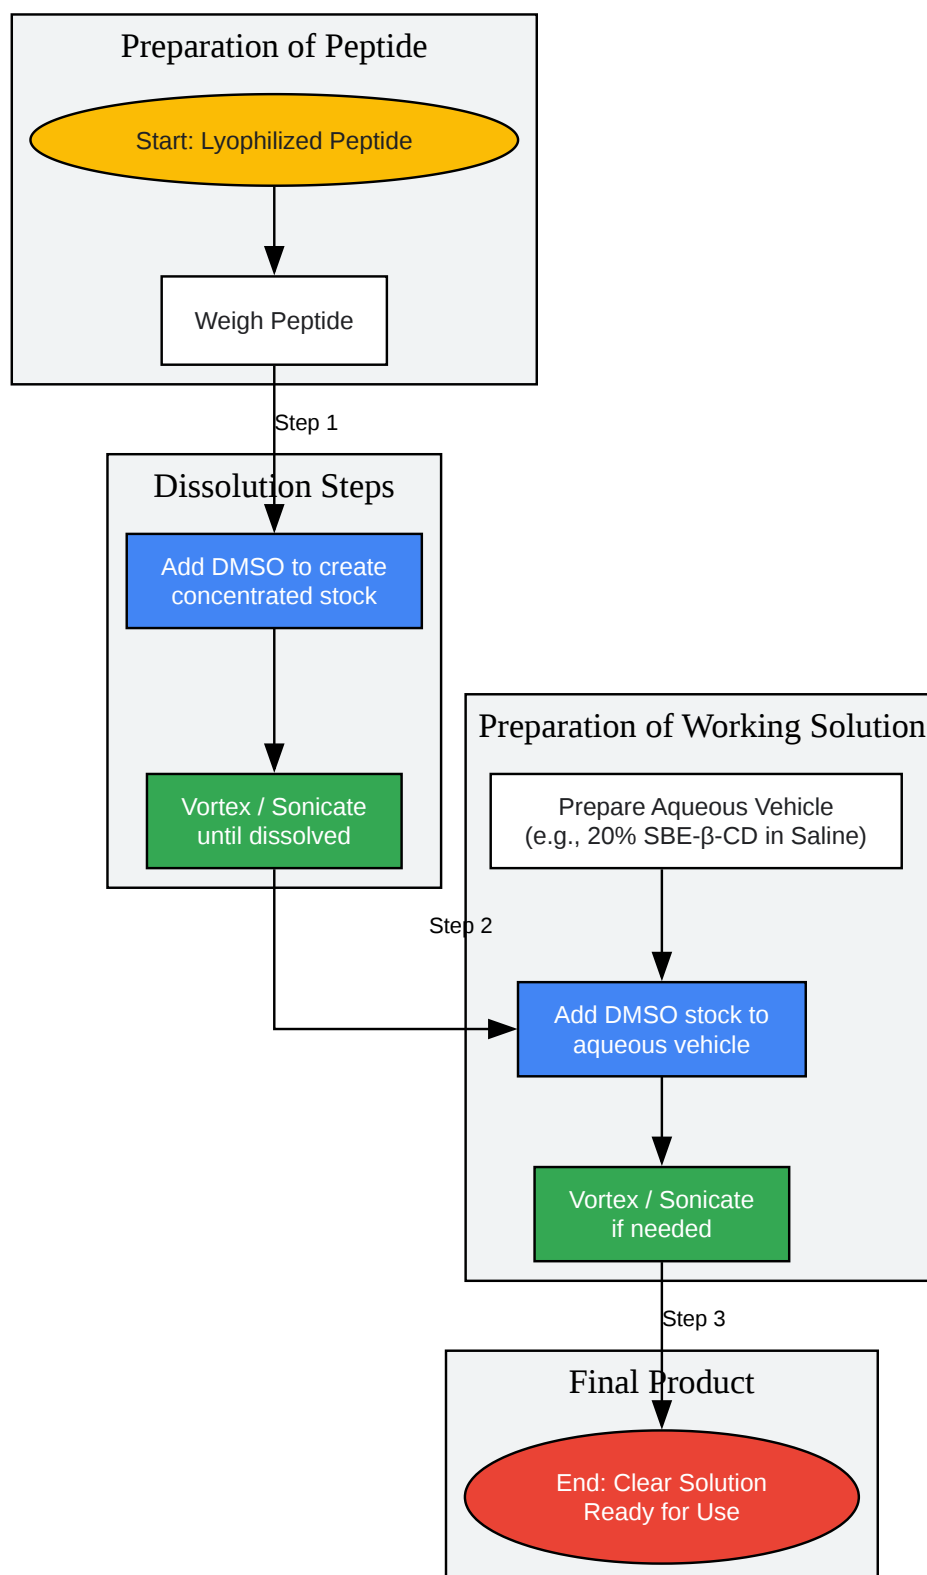 Preparation of Peptide
Start: Lyophilized Peptide
Weigh Peptide
Step 1
Dissolution Steps
Add DMSO to create
concentrated stock
Vortex / Sonicate
until dissolved
Step 2
Preparation of Working Solution
Prepare Aqueous Vehicle
(e.g., 20% SBE-β-CD in Saline)
Add DMSO stock to
aqueous vehicle
Vortex / Sonicate
if needed
Step 3
Final Product
End: Clear Solution
Ready for Use